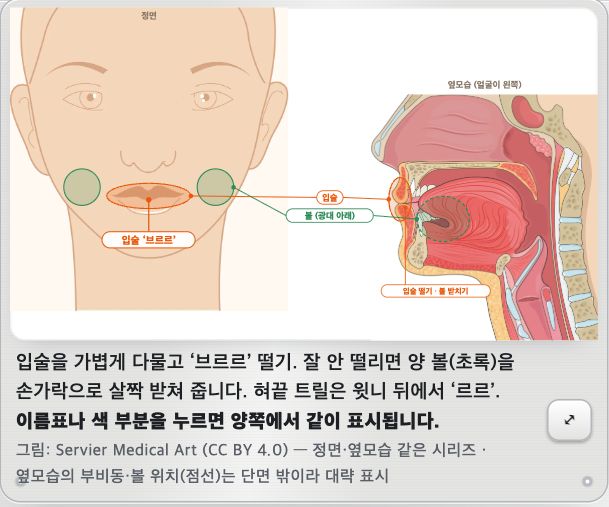 정면
옆모습 (얼굴이 왼쪽)
입술
볼 (광대 아래)
입술 ‘브르르’
입술 떨기 · 볼 받치기
입술을 가볍게 다물고 ‘브르르’ 떨기. 잘 안 떨리면 양 볼(초록)을
손가락으로 살짝 받쳐 줍니다. 혀끝 트릴은 윗니 뒤에서 ‘르르’.
이름표나 색 부분을 누르면 양쪽에서 같이 표시됩니다.
그림: Servier Medical Art (CC BY 4.0) — 정면·옆모습 같은 시리즈 ·
옆모습의 부비동·볼 위치(점선)는 단면 밖이라 대략 표시